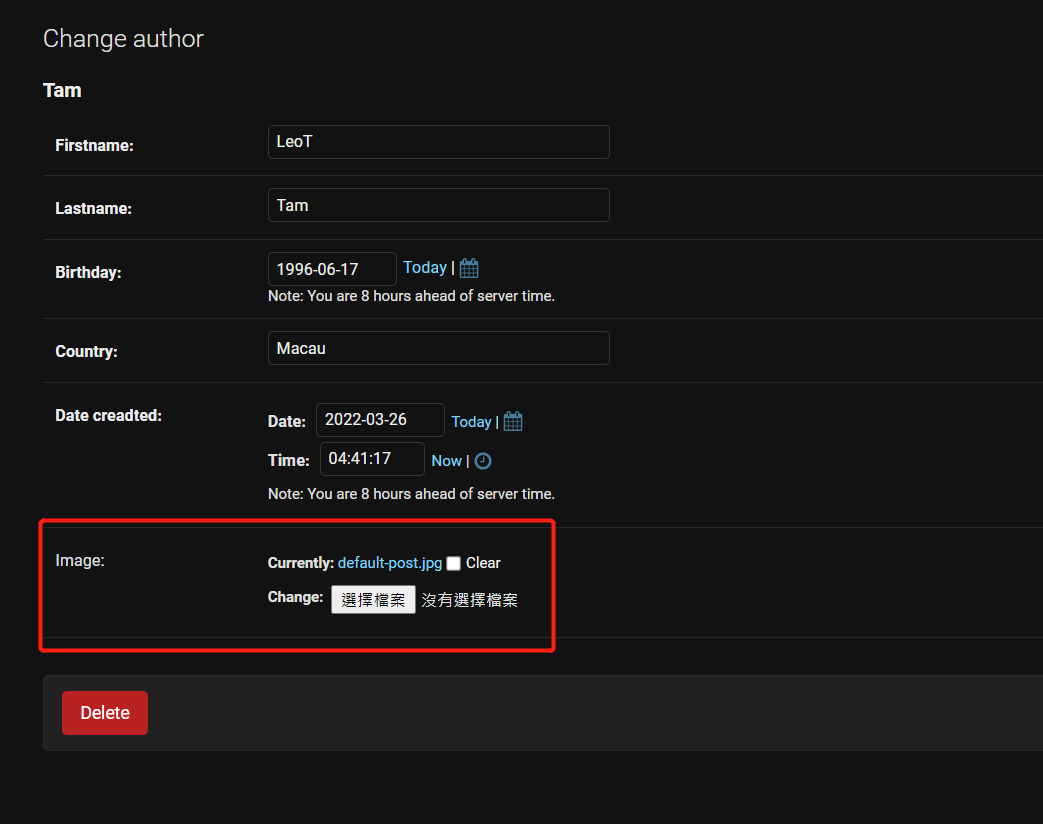 Change author
Tam
Firstname: LeoT
Lastname: Tam
Birthday: 1996-06-17 Today |
Note: You are 8 hours ahead of server time.
Country: Macau
Date creadted: Date: 2022-03-26 Today |
Time: 04:41:17 Now |
Note: You are 8 hours ahead of server time.
Image: Currently: default-post.jpg Clear
Change: 選擇檔案 沒有選擇檔案
Delete